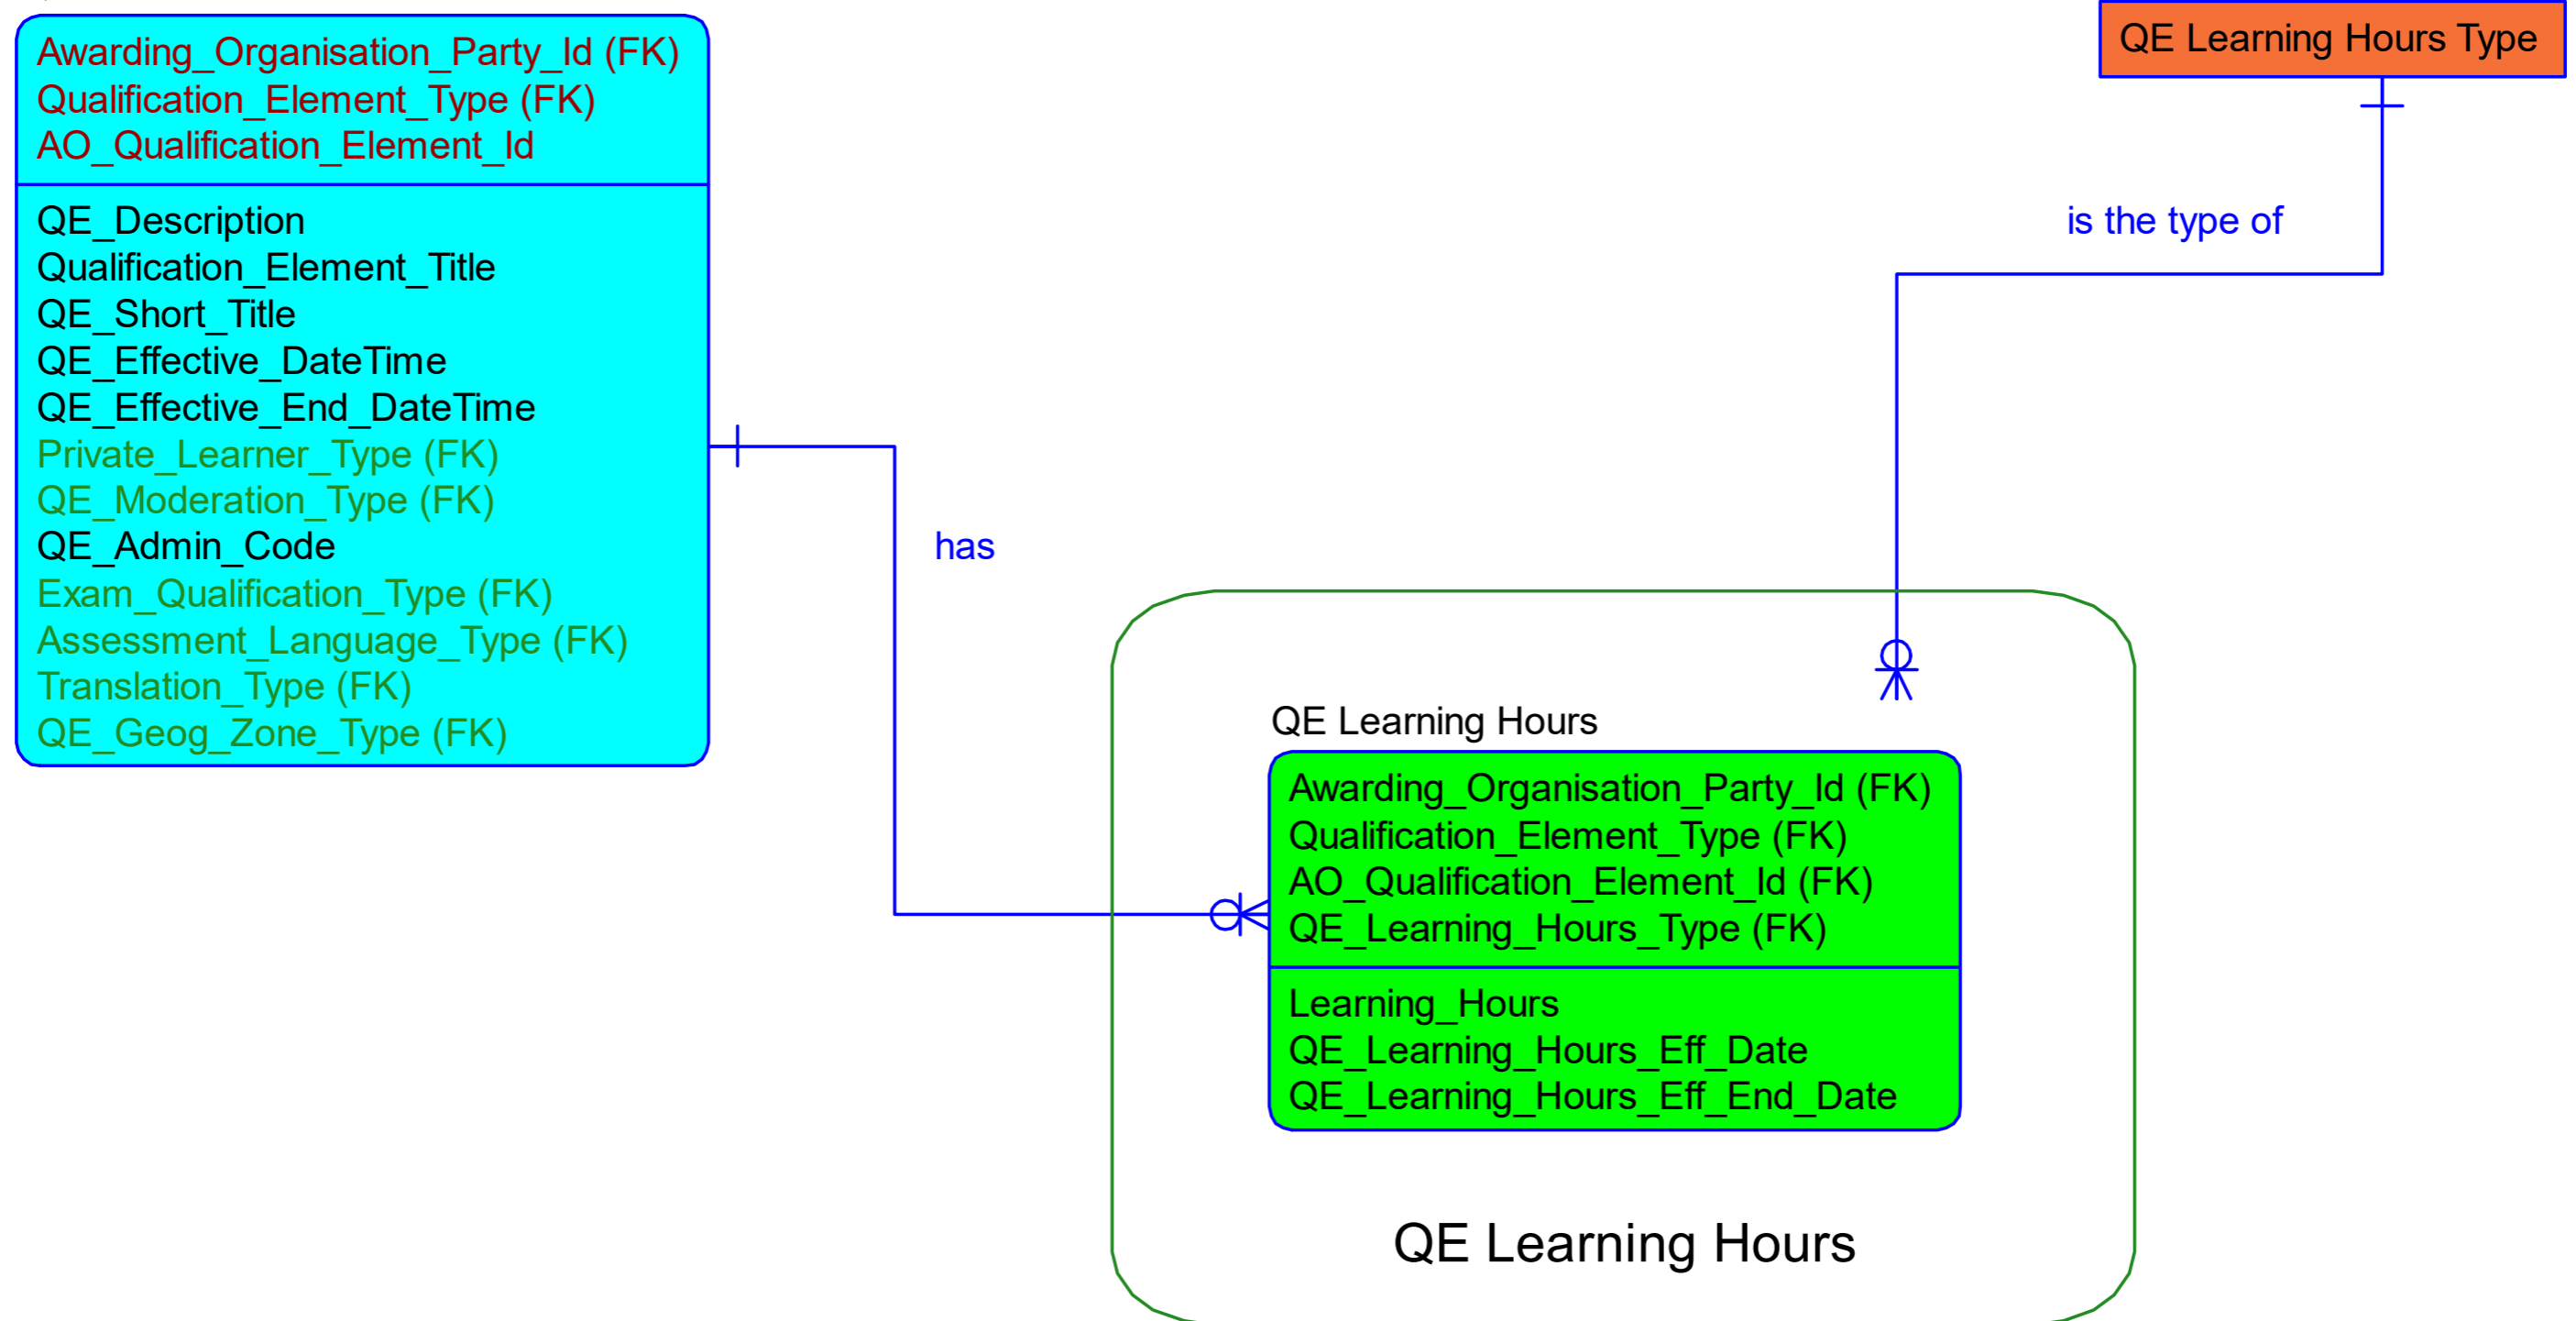 Awarding_Organisation_Party_Id (FK)
Qualification_Element_Type (FK)
AO_Qualification_Element_Id
QE_Description
Qualification_Element_Title
QE_Short_Title
QE_Effective_DateTime
QE_Effective_End_DateTime
Private_Learner_Type (FK)
QE_Moderation_Type (FK)
QE_Admin_Code
Exam_Qualification_Type (FK)
Assessment_Language_Type (FK)
Translation_Type (FK)
QE_Geog_Zone_Type (FK)
has
QE Learning Hours Type
is the type of
QE Learning Hours
Awarding_Organisation_Party_Id (FK)
Qualification_Element_Type (FK)
AO_Qualification_Element_Id (FK)
QE_Learning_Hours_Type (FK)
Learning_Hours
QE_Learning_Hours_Eff_Date
QE_Learning_Hours_Eff_End_Date
QE Learning Hours